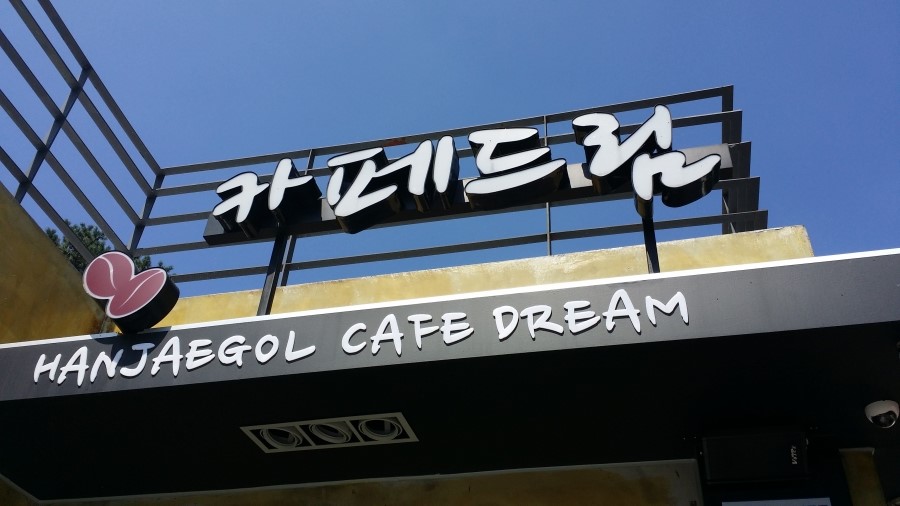 카페드림
HANJAEGOL CAFE DREAM